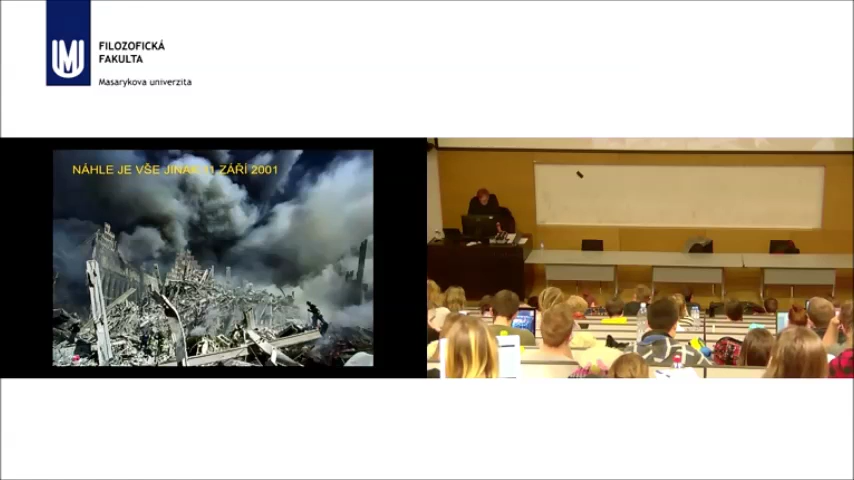 FILOZOFICKÁ
FAKULTA
Masarykova univerzita
NÁHLE JE VŠE JINAK 11 ZÁŘÍ 2001